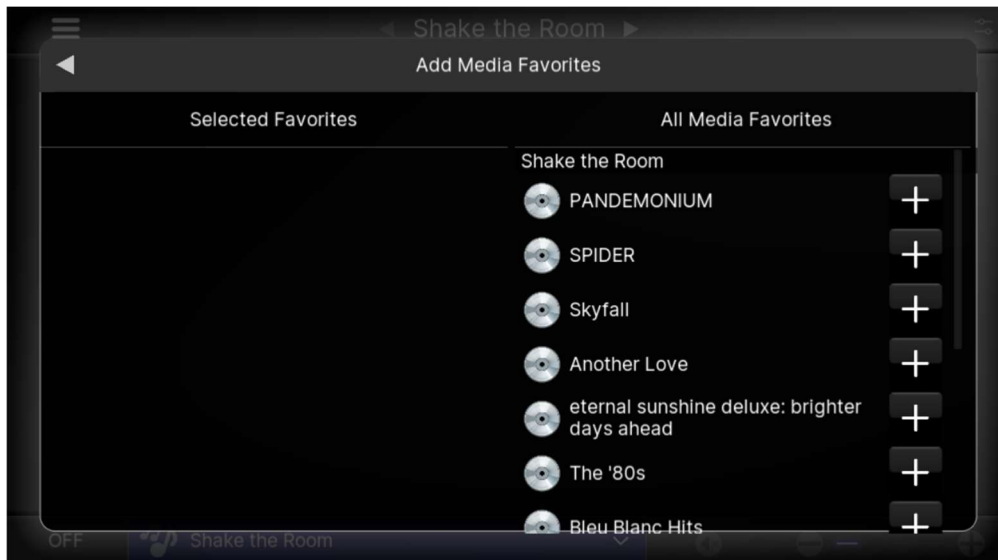 Shake the Room
Add Media Favorites
Selected Favorites
All Media Favorites
Shake the Room
PANDEMONIUM
SPIDER
Skyfall
Another Love
eternal sunshine deluxe: brighter
days ahead
The '80s
Bleu Blanc Hits
OFF
Shake the Room